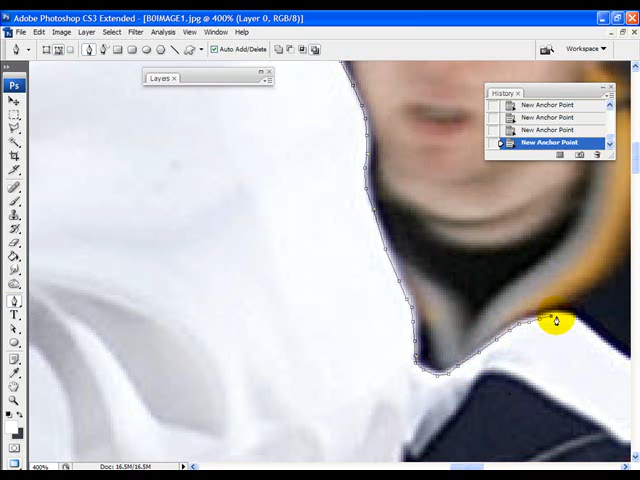 Adobe Photoshop CS3 Extended - [B0IMAGE1.jpg @ 400% (Layer 0, RGB/8)]
File Edit Image Layer Select Filter Analysis View Window Help
Auto Add/Delete
Workspace
Ps
Layers x
History x
New Anchor Point
New Anchor Point
New Anchor Point
New Anchor Point
T
400%
Doc: 16.5M/16.5M